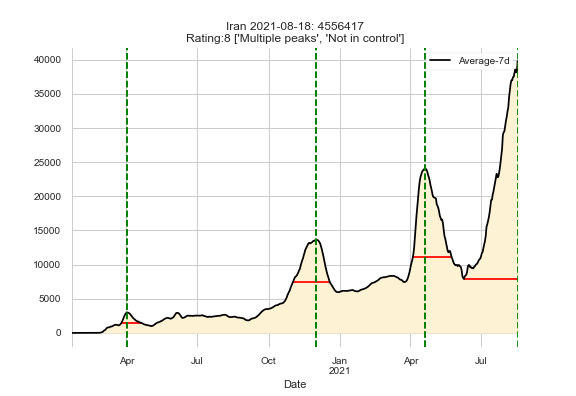 Iran 2021-08-18: 4556417
Rating:8 ['Multiple peaks', 'Not in control']
Average-7d
40000
35000
30000
25000
20000
15000
10000
5000
0
Apr Jul Oct Jan Apr Jul
2021
Date